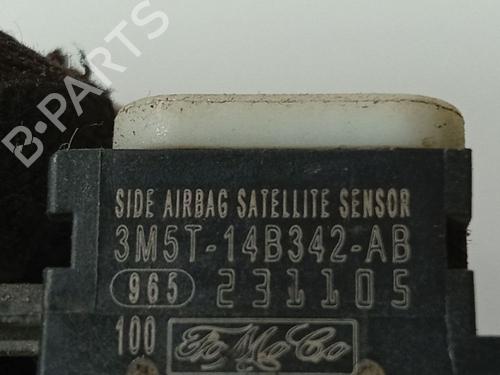 B-PARTS
SIDE AIRBAG SATELLITE SENSOR
3M5T-14B342-AB
965 231105
100 FoMoCo